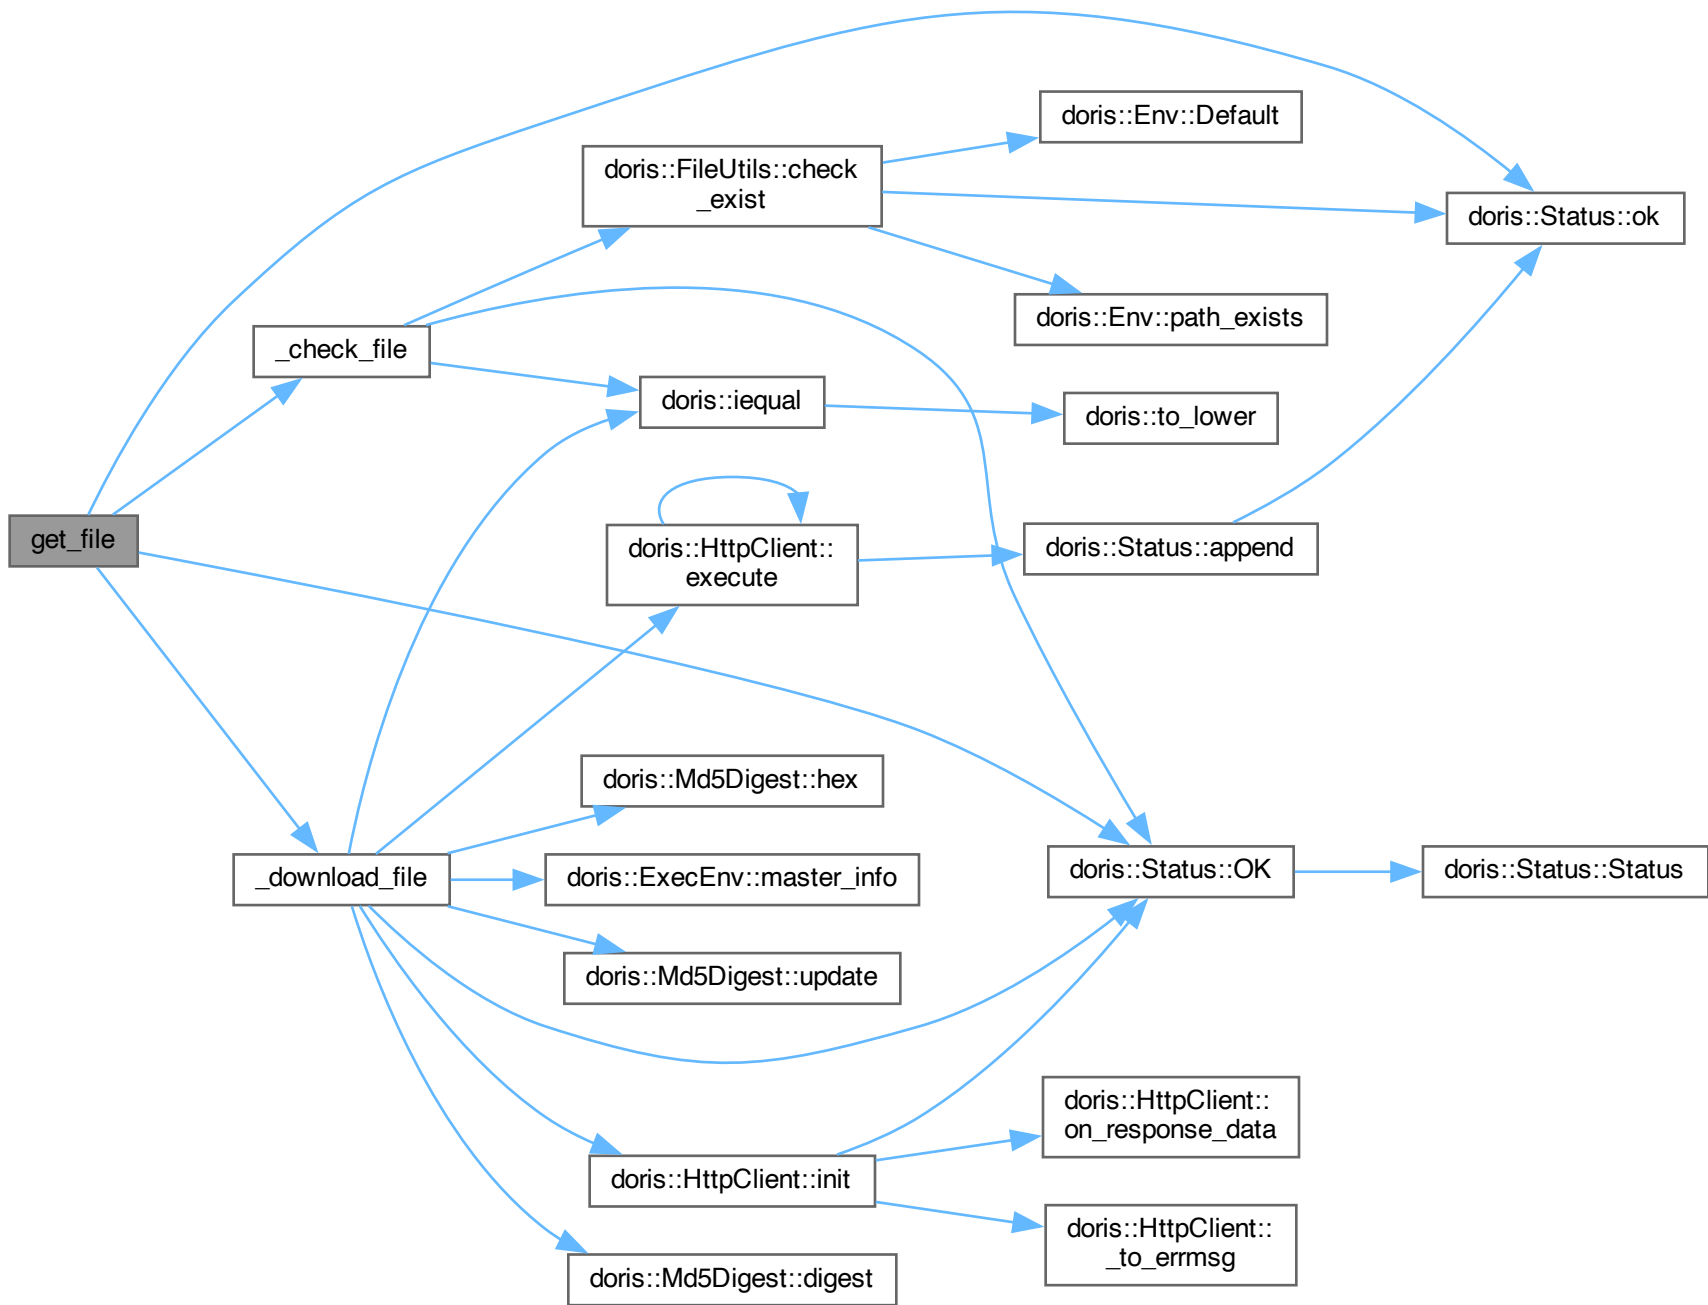 doris::Env::Default
doris::FileUtils::check
_exist
doris::Status::ok
doris::Env::path_exists
_check_file
doris::iequal
doris::to_lower
get_file
doris::HttpClient::
execute
doris::Status::append
doris::Md5Digest::hex
_download_file
doris::ExecEnv::master_info
doris::Status::OK
doris::Status::Status
doris::Md5Digest::update
doris::HttpClient::
on_response_data
doris::HttpClient::init
doris::HttpClient::
_to_errmsg
doris::Md5Digest::digest